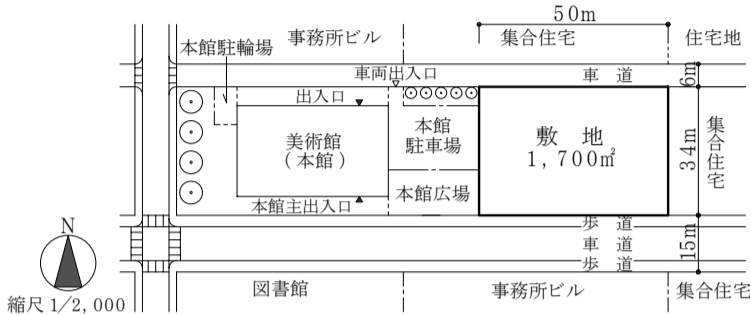 50m
事務所ビル
集合住宅
住宅地
本館駐輪場
車両出入口
車 道
6m
出入口
美術館
(本館)
本館
駐車場
敷 地
1,700㎡
34m
集合住宅
本館主出入口
本館広場
歩 道
車 道
歩 道
15m
N
縮尺 1/2,000
図書館
事務所ビル
集合住宅